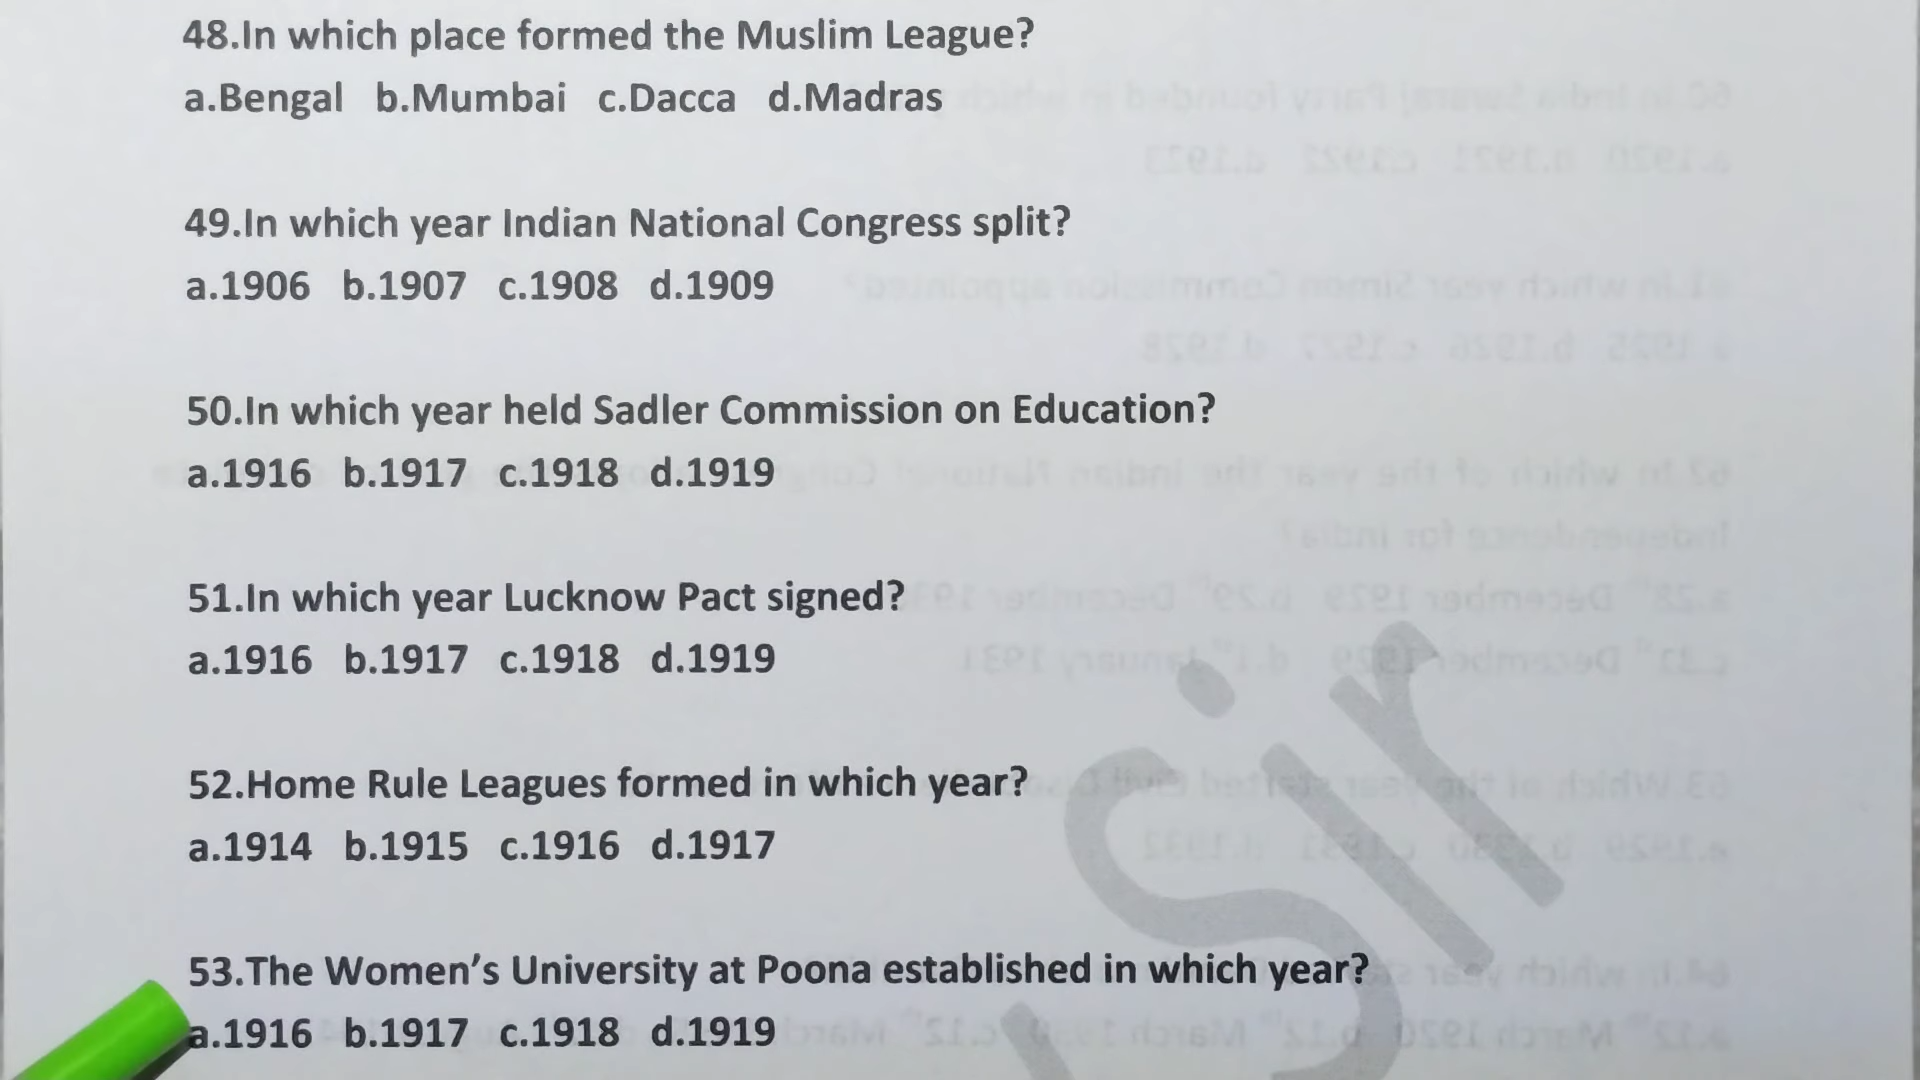 48.In which place formed the Muslim League?
a.Bengal b.Mumbai c.Dacca d.Madras
49.In which year Indian National Congress split?
a.1906 b.1907 c.1908 d.1909
50.In which year held Sadler Commission on Education?
a.1916 b.1917 c.1918 d.1919
51.In which year Lucknow Pact signed?
a.1916 b.1917 c.1918 d.1919
52.Home Rule Leagues formed in which year?
a.1914 b.1915 c.1916 d.1917
53.The Women's University at Poona established in which year?
a.1916 b.1917 c.1918 d.1919
Sir